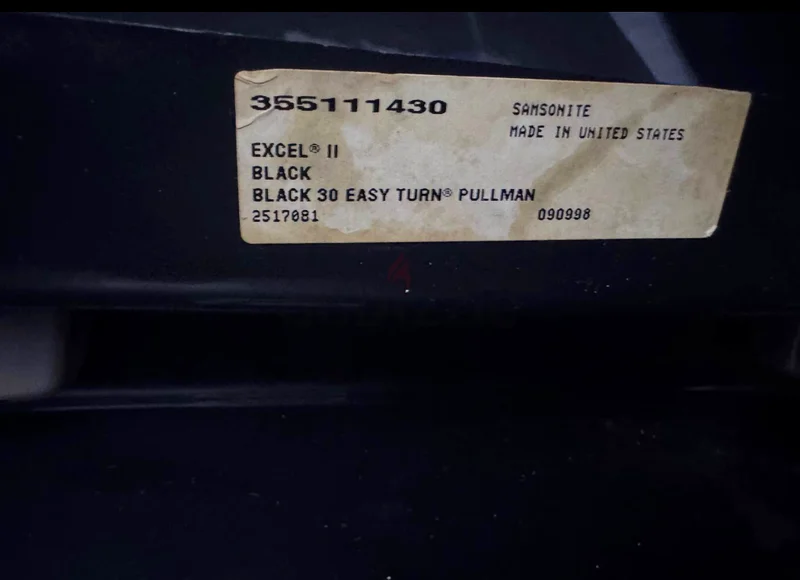 355111430
SAMSONITE
MADE IN UNITED STATES
EXCEL® II
BLACK
BLACK 30 EASY TURN® PULLMAN
2517081 090998